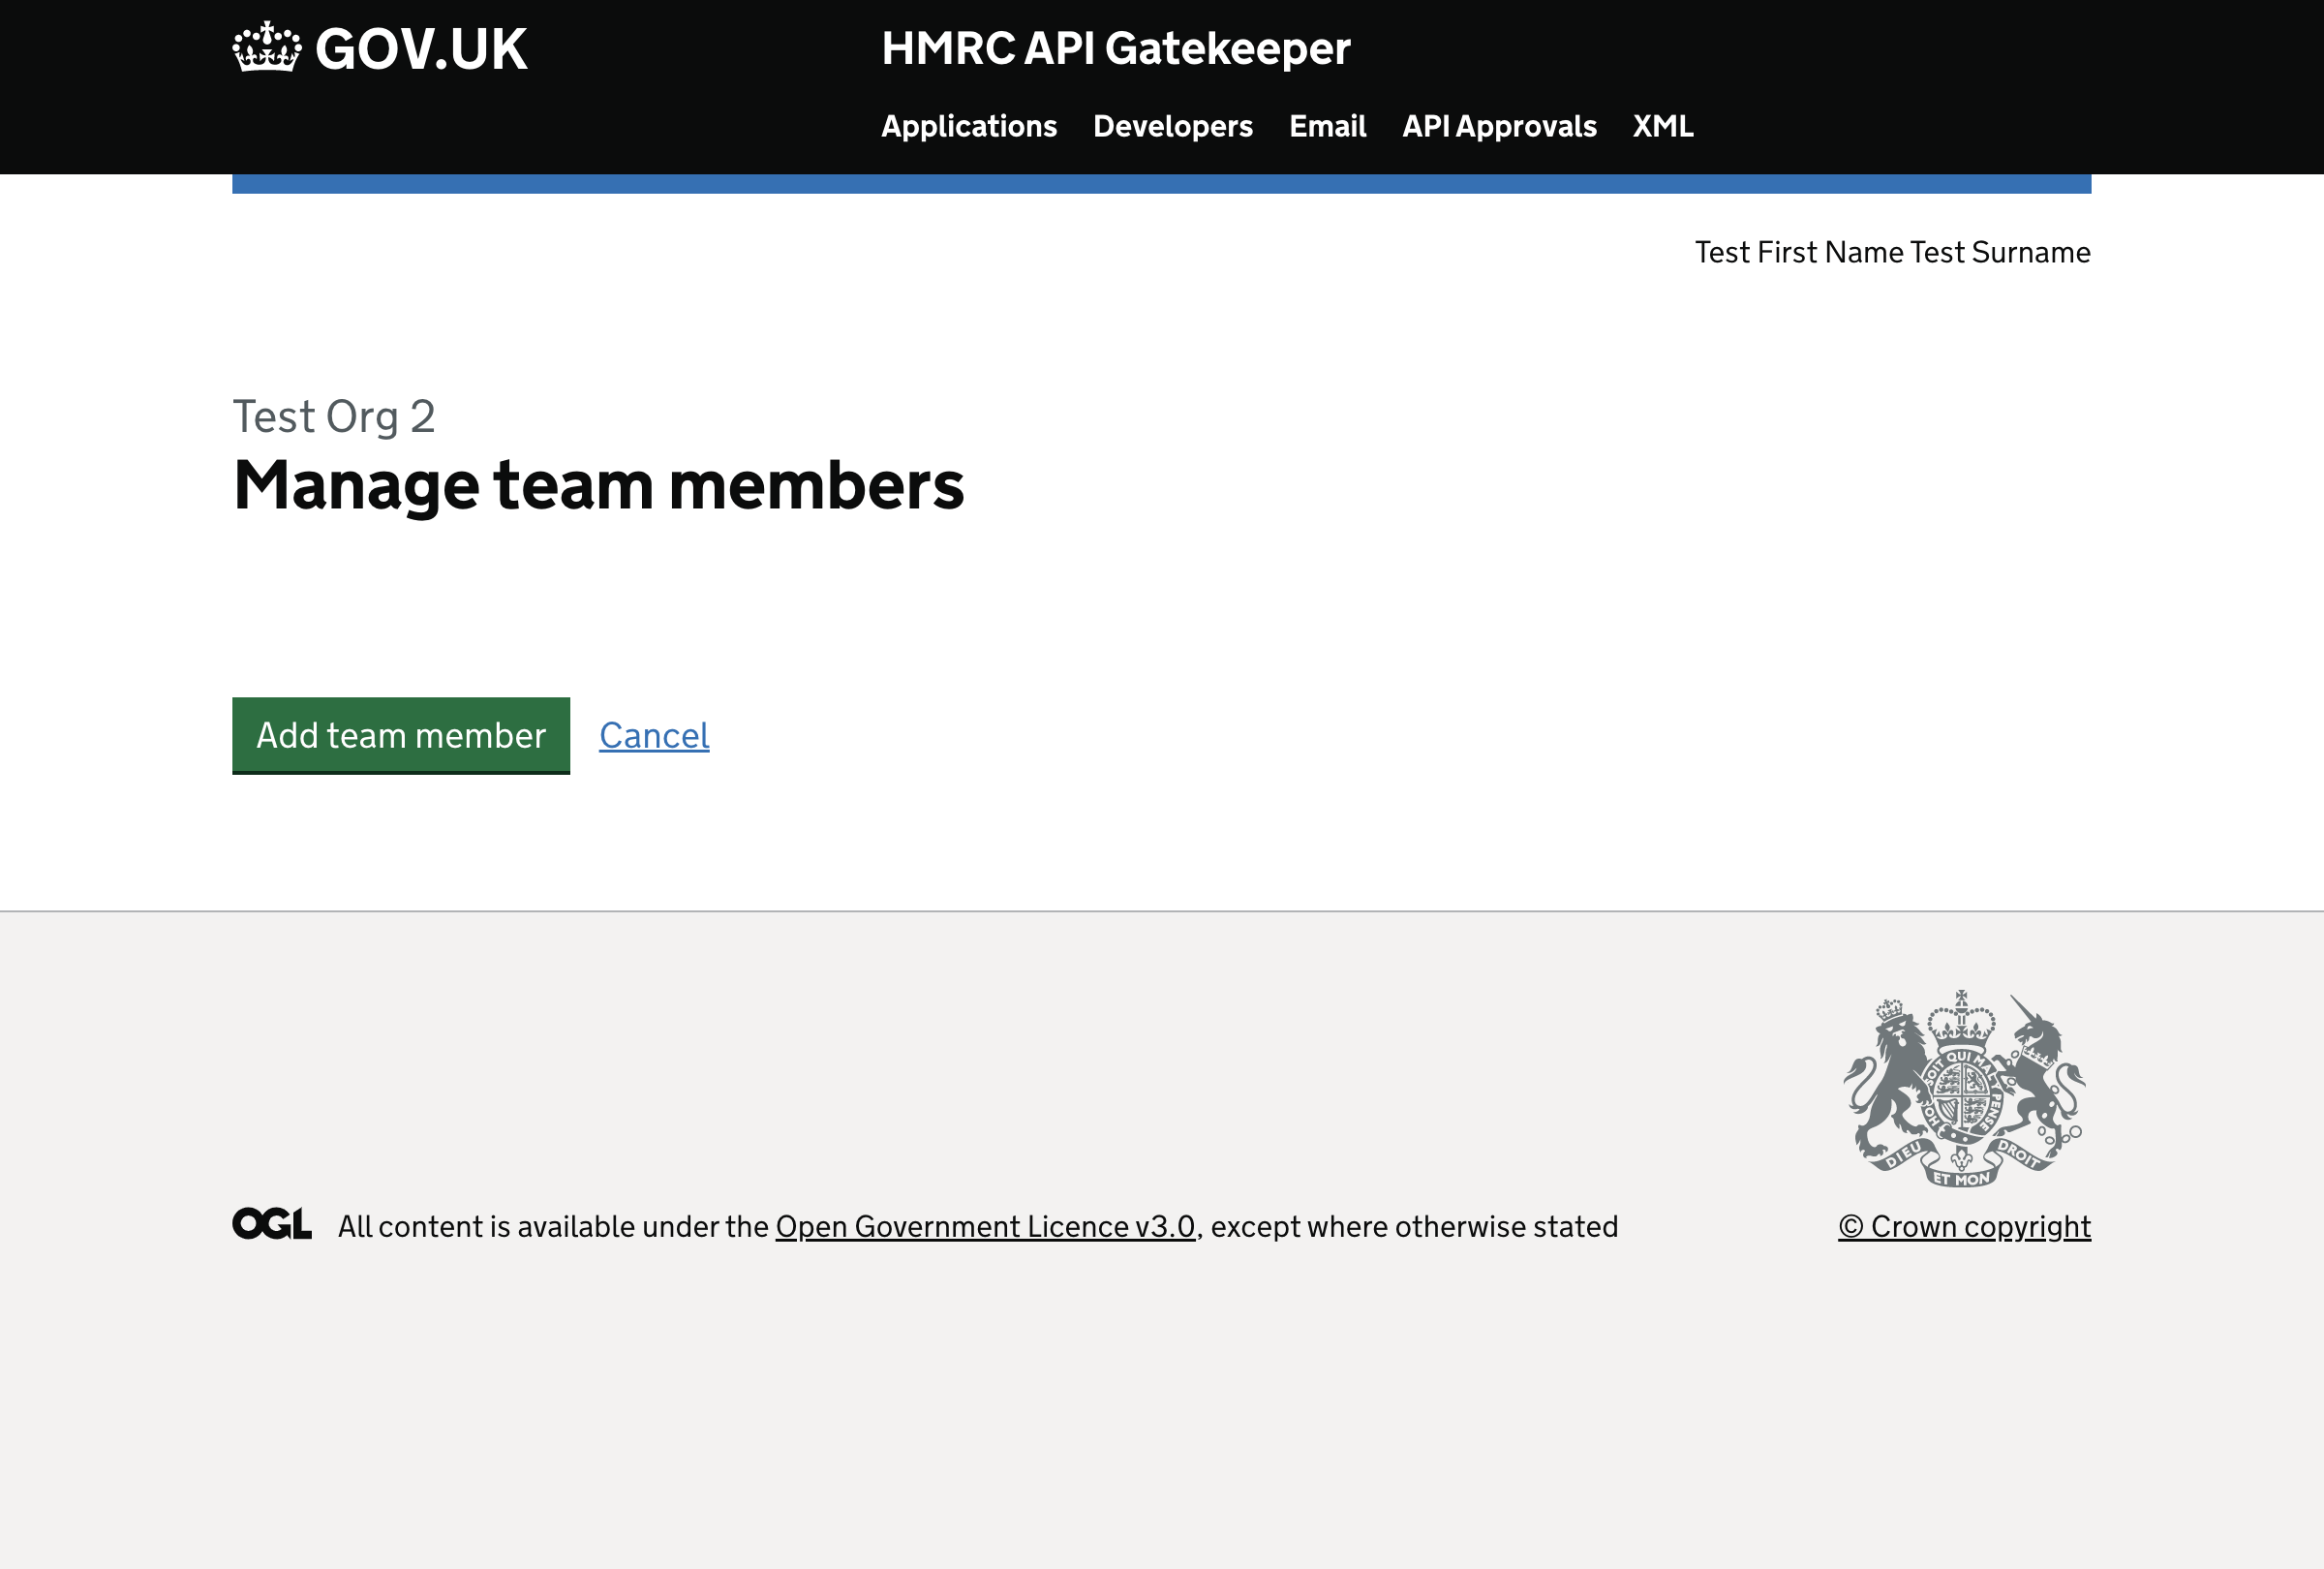 GOV.UK
HMRC API Gatekeeper
Applications Developers Email API Approvals XML
Test First Name Test Surname
Test Org 2
Manage team members
Add team member Cancel
SOIT QUI MAL
PENSE
HO
DIEU ET MON DROIT
OGL All content is available under the Open Government Licence v3.0, except where otherwise stated
© Crown copyright